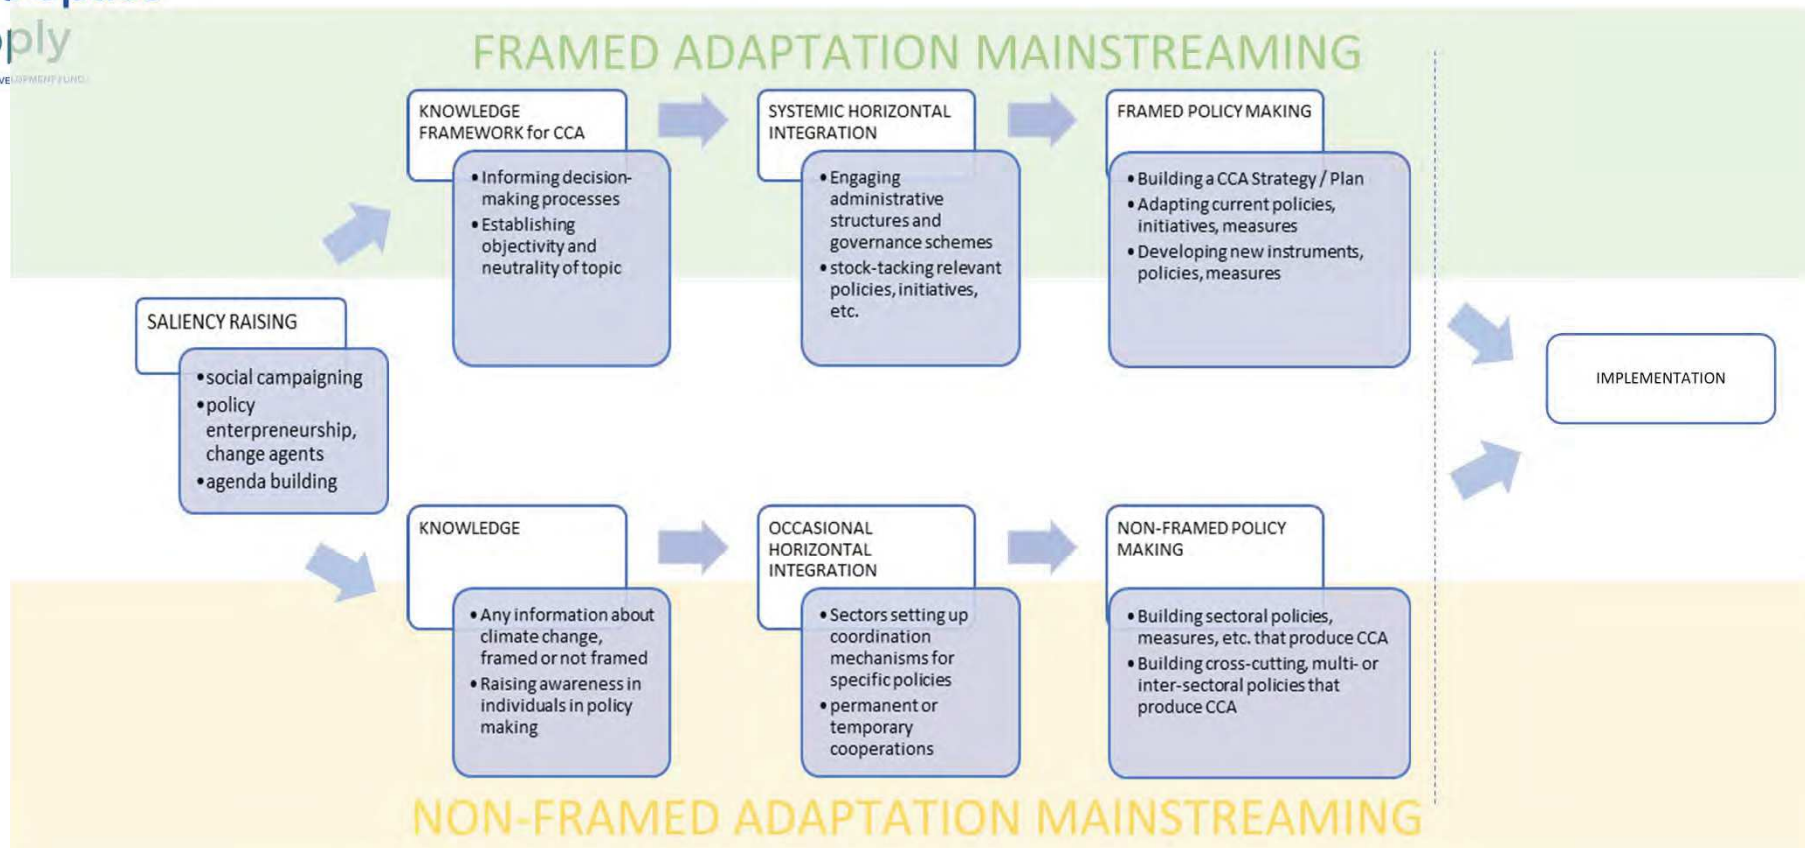 ply
FRAMED ADAPTATION MAINSTREAMING
KNOWLEDGE
FRAMEWORK for CCA
• Informing decision-
making processes
• Establishing
objectivity and
neutrality of topic
SYSTEMIC HORIZONTAL
INTEGRATION
• Engaging
administrative
structures and
governance schemes
• stock-tacking relevant
policies, initiatives,
etc.
FRAMED POLICY MAKING
• Building a CCA Strategy / Plan
• Adapting current policies,
initiatives, measures
• Developing new instruments,
policies, measures
SALIENCY RAISING
• social campaigning
• policy
enterpreneurship,
change agents
• agenda building
IMPLEMENTATION
KNOWLEDGE
• Any information about
climate change,
framed or not framed
• Raising awareness in
individuals in policy
making
OCCASIONAL
HORIZONTAL
INTEGRATION
• Sectors setting up
coordination
mechanisms for
specific policies
• permanent or
temporary
cooperations
NON-FRAMED POLICY
MAKING
• Building sectoral policies,
measures, etc. that produce CCA
• Building cross-cutting, multi- or
inter-sectoral policies that
produce CCA
NON-FRAMED ADAPTATION MAINSTREAMING